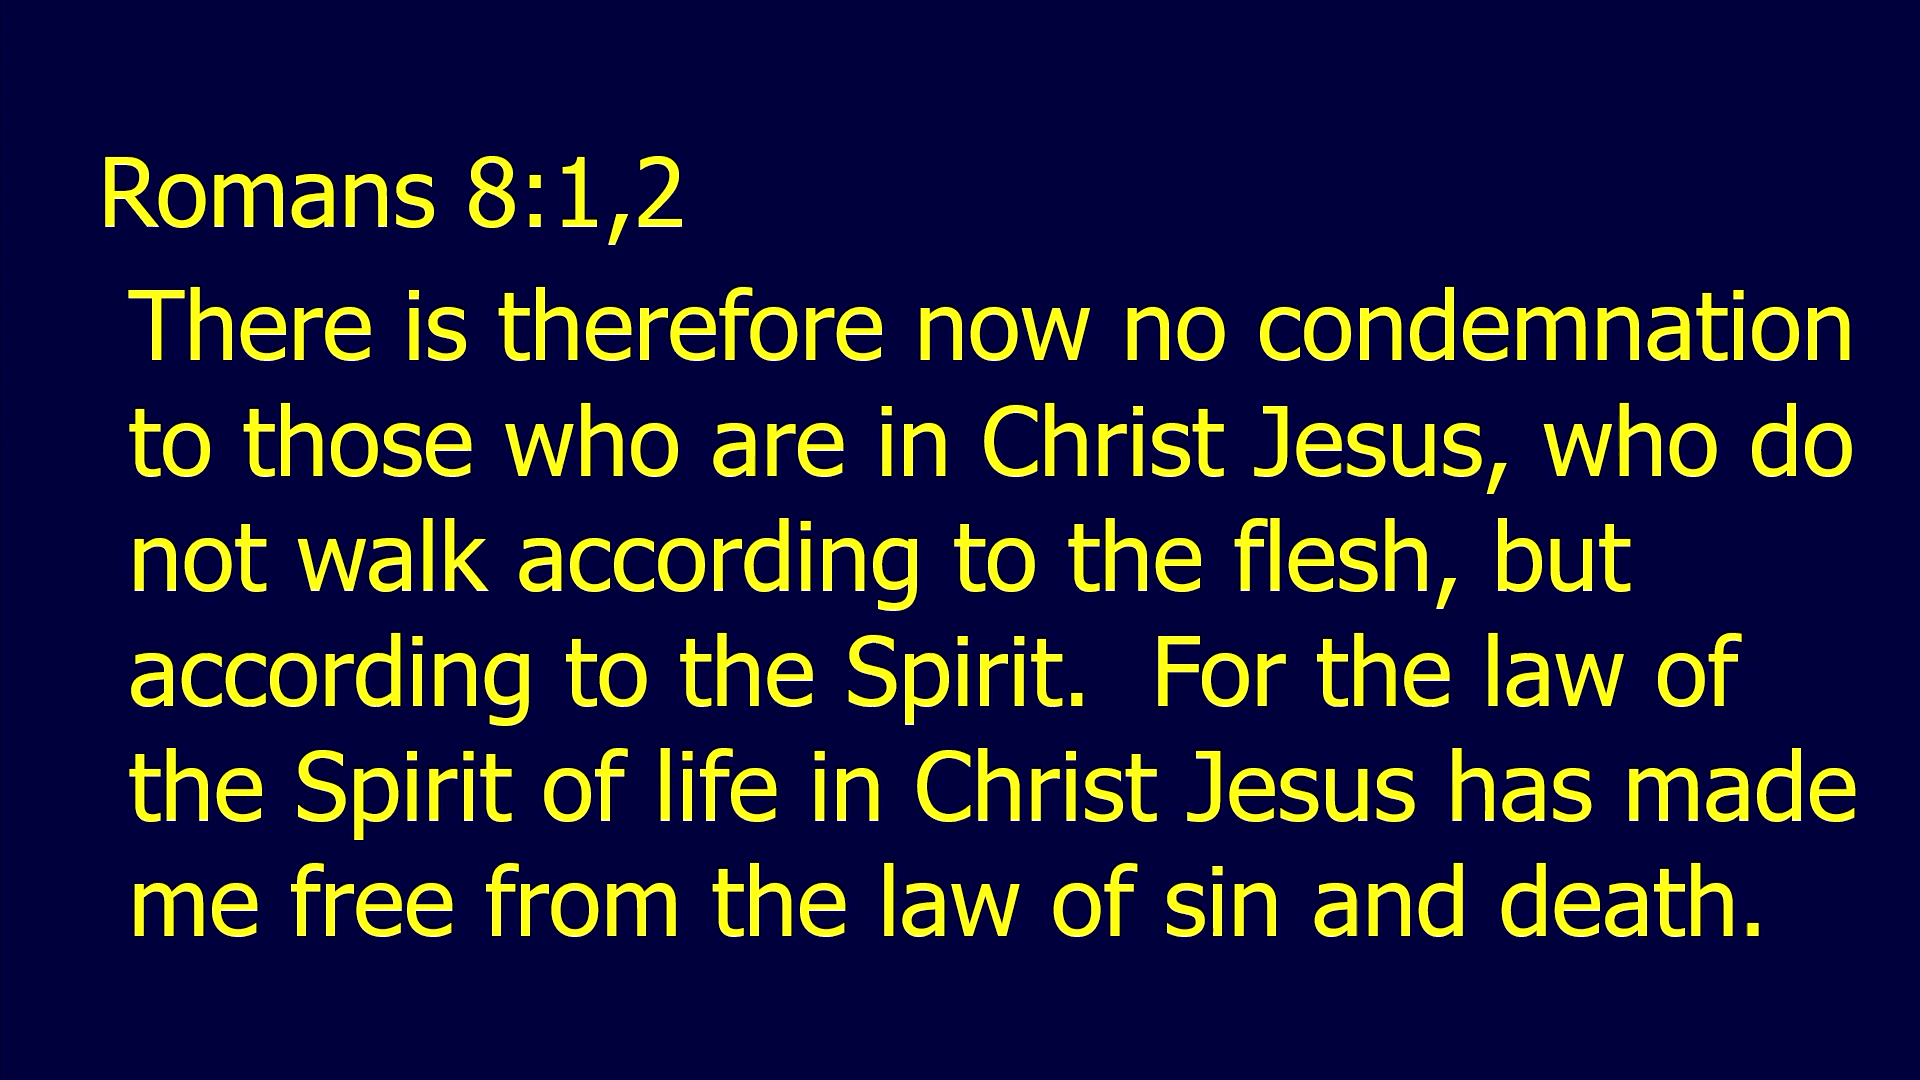 Romans 8:1,2
There is therefore now no condemnation
to those who are in Christ Jesus, who do
not walk according to the flesh, but
according to the Spirit.  For the law of
the Spirit of life in Christ Jesus has made
me free from the law of sin and death.